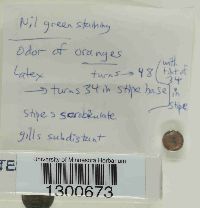 Nil green staining
Odor of oranges
Latex turns → 48 / with tint of 34 in stipe
→ turns 34 in stipe base
stipe scrobiculate
gills subdistant
University of Minnesota Herbarium
1300673